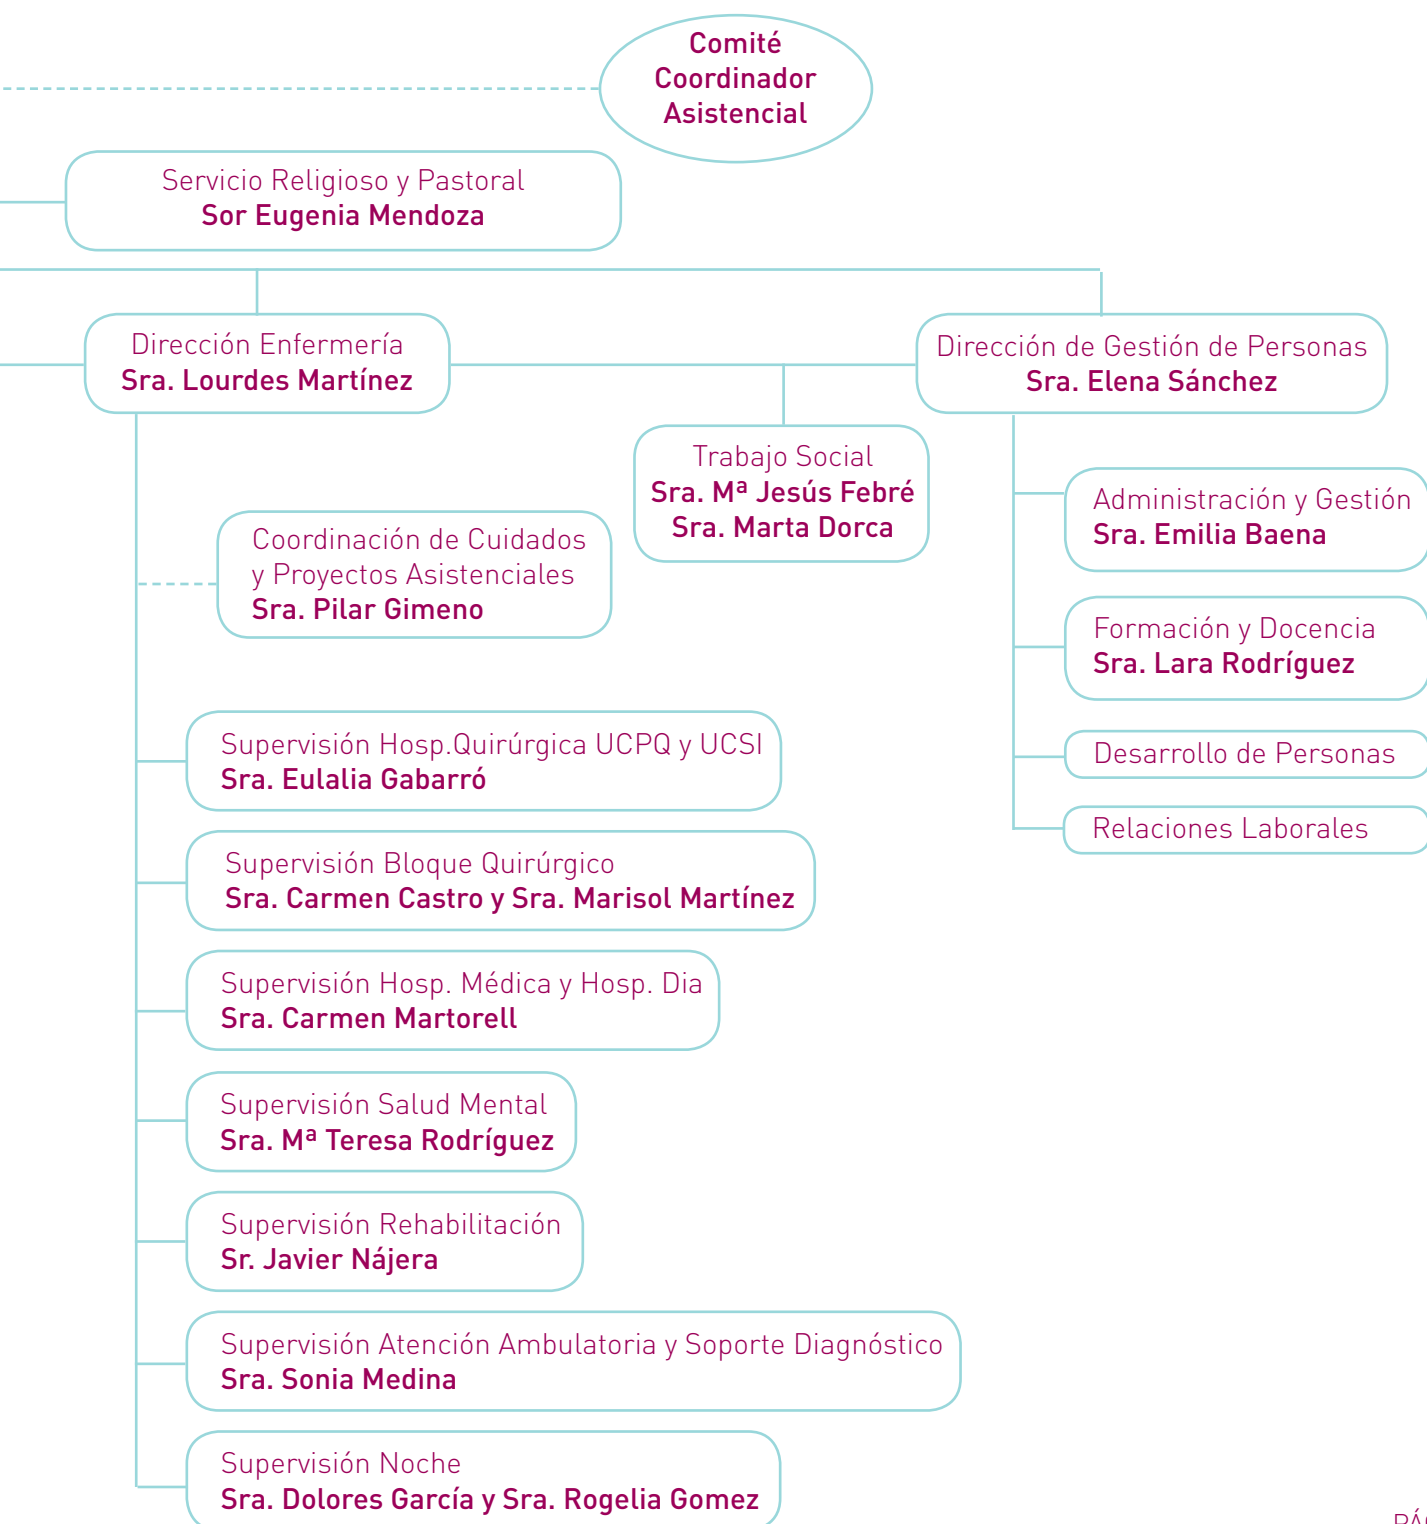 Comité
Coordinador
Asistencial
Servicio Religioso y Pastoral
Sor Eugenia Mendoza
Dirección Enfermería
Sra. Lourdes Martínez
Dirección de Gestión de Personas
Sra. Elena Sánchez
Trabajo Social
Sra. Mª Jesús Febré
Sra. Marta Dorca
Administración y Gestión
Sra. Emilia Baena
Coordinación de Cuidados
y Proyectos Asistenciales
Sra. Pilar Gimeno
Formación y Docencia
Sra. Lara Rodríguez
Desarrollo de Personas
Relaciones Laborales
Supervisión Hosp.Quirúrgica UCPQ y UCSI
Sra. Eulalia Gabarró
Supervisión Bloque Quirúrgico
Sra. Carmen Castro y Sra. Marisol Martínez
Supervisión Hosp. Médica y Hosp. Dia
Sra. Carmen Martorell
Supervisión Salud Mental
Sra. Mª Teresa Rodríguez
Supervisión Rehabilitación
Sr. Javier Nájera
Supervisión Atención Ambulatoria y Soporte Diagnóstico
Sra. Sonia Medina
Supervisión Noche
Sra. Dolores García y Sra. Rogelia Gomez